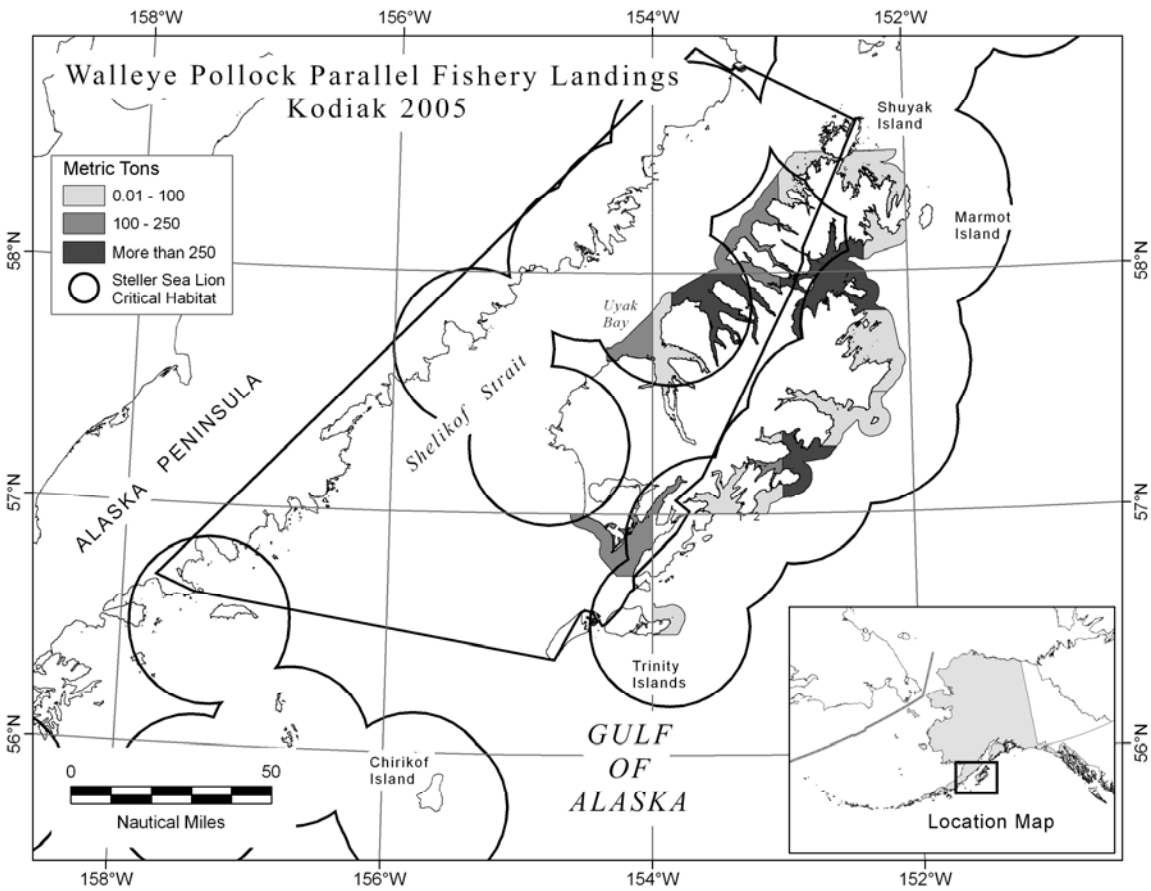 158°W
156°W
154°W
152°W
Walleye Pollock Parallel Fishery Landings
Kodiak 2005
Shuyak
Island
Metric Tons
0.01 - 100
100 - 250
More than 250
Steller Sea Lion
Critical Habitat
Marmot
Island
58°N
58°N
Uyak
Bay
Shelikof Strait
ALASKA PENINSULA
57°N
57°N
Trinity
Islands
56°N
56°N
GULF
OF
ALASKA
Chirikof
Island
0
50
Nautical Miles
Location Map
158°W
156°W
154°W
152°W